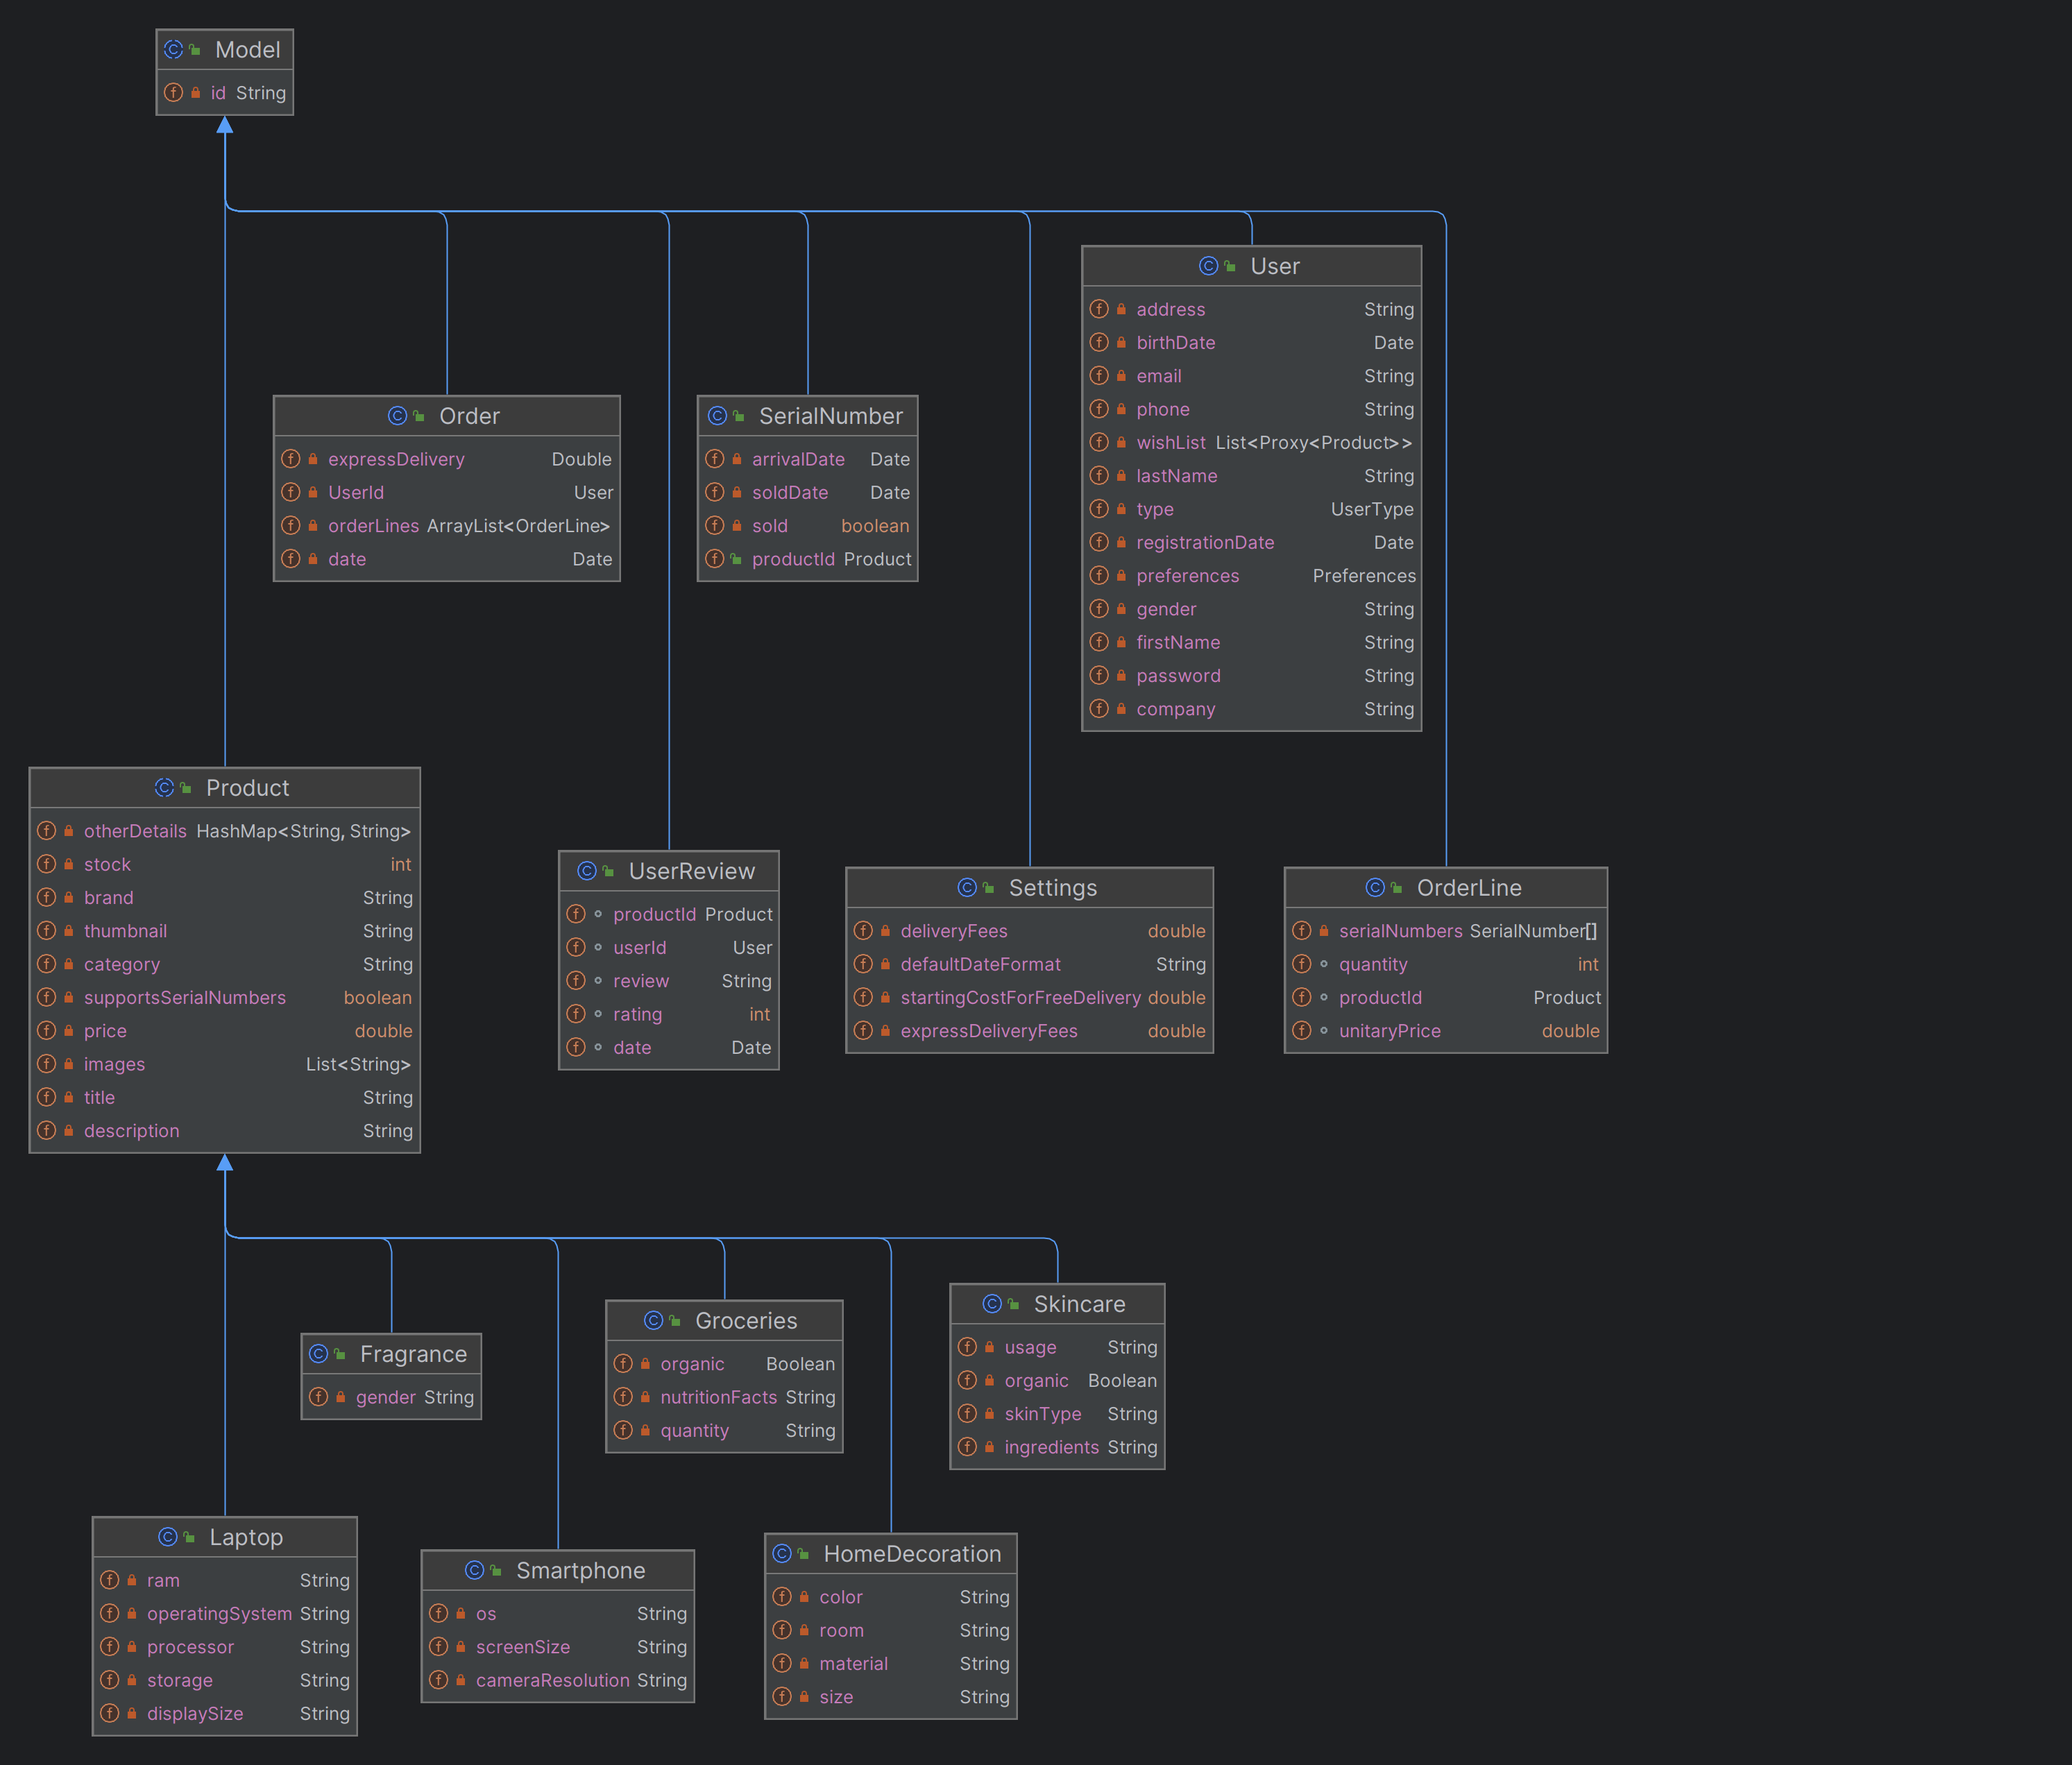 Model
id String
User
address String
birthDate Date
email String
phone String
wishList List<Proxy<Product>>
lastName String
type UserType
registrationDate Date
preferences Preferences
gender String
firstName String
password String
company String
Order
expressDelivery Double
UserId User
orderLines ArrayList<OrderLine>
date Date
SerialNumber
arrivalDate Date
soldDate Date
sold boolean
productId Product
Product
otherDetails HashMap<String, String>
stock int
brand String
thumbnail String
category String
supportsSerialNumbers boolean
price double
images List<String>
title String
description String
UserReview
productId Product
userId User
review String
rating int
date Date
Settings
deliveryFees double
defaultDateFormat String
startingCostForFreeDelivery double
expressDeliveryFees double
OrderLine
serialNumbers SerialNumber[]
quantity int
productId Product
unitaryPrice double
Fragrance
gender String
Groceries
organic Boolean
nutritionFacts String
quantity String
Skincare
usage String
organic Boolean
skinType String
ingredients String
Laptop
ram String
operatingSystem String
processor String
storage String
displaySize String
Smartphone
os String
screenSize String
cameraResolution String
HomeDecoration
color String
room String
material String
size String